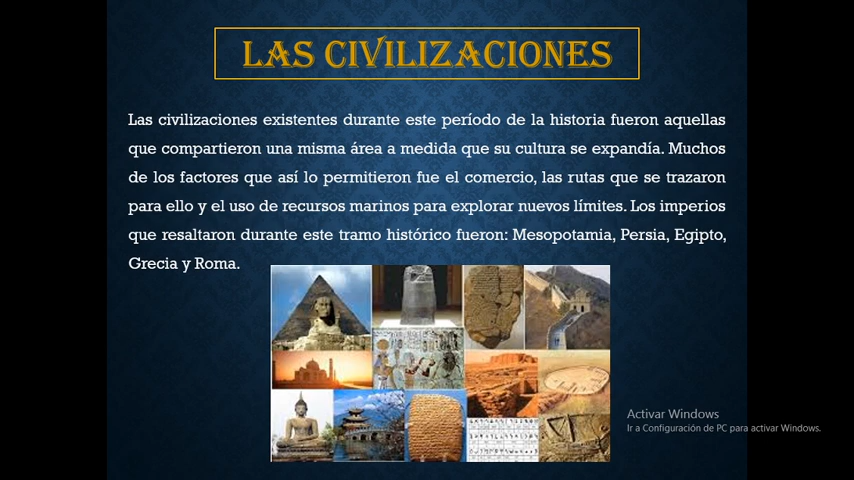 LAS CIVILIZACIONES
Las civilizaciones existentes durante este período de la historia fueron aquellas
que compartieron una misma área a medida que su cultura se expandía. Muchos
de los factores que así lo permitieron fue el comercio, las rutas que se trazaron
para ello y el uso de recursos marinos para explorar nuevos límites. Los imperios
que resaltaron durante este tramo histórico fueron: Mesopotamia, Persia, Egipto,
Grecia y Roma.
Activar Windows
Ir a Configuración de PC para activar Windows.